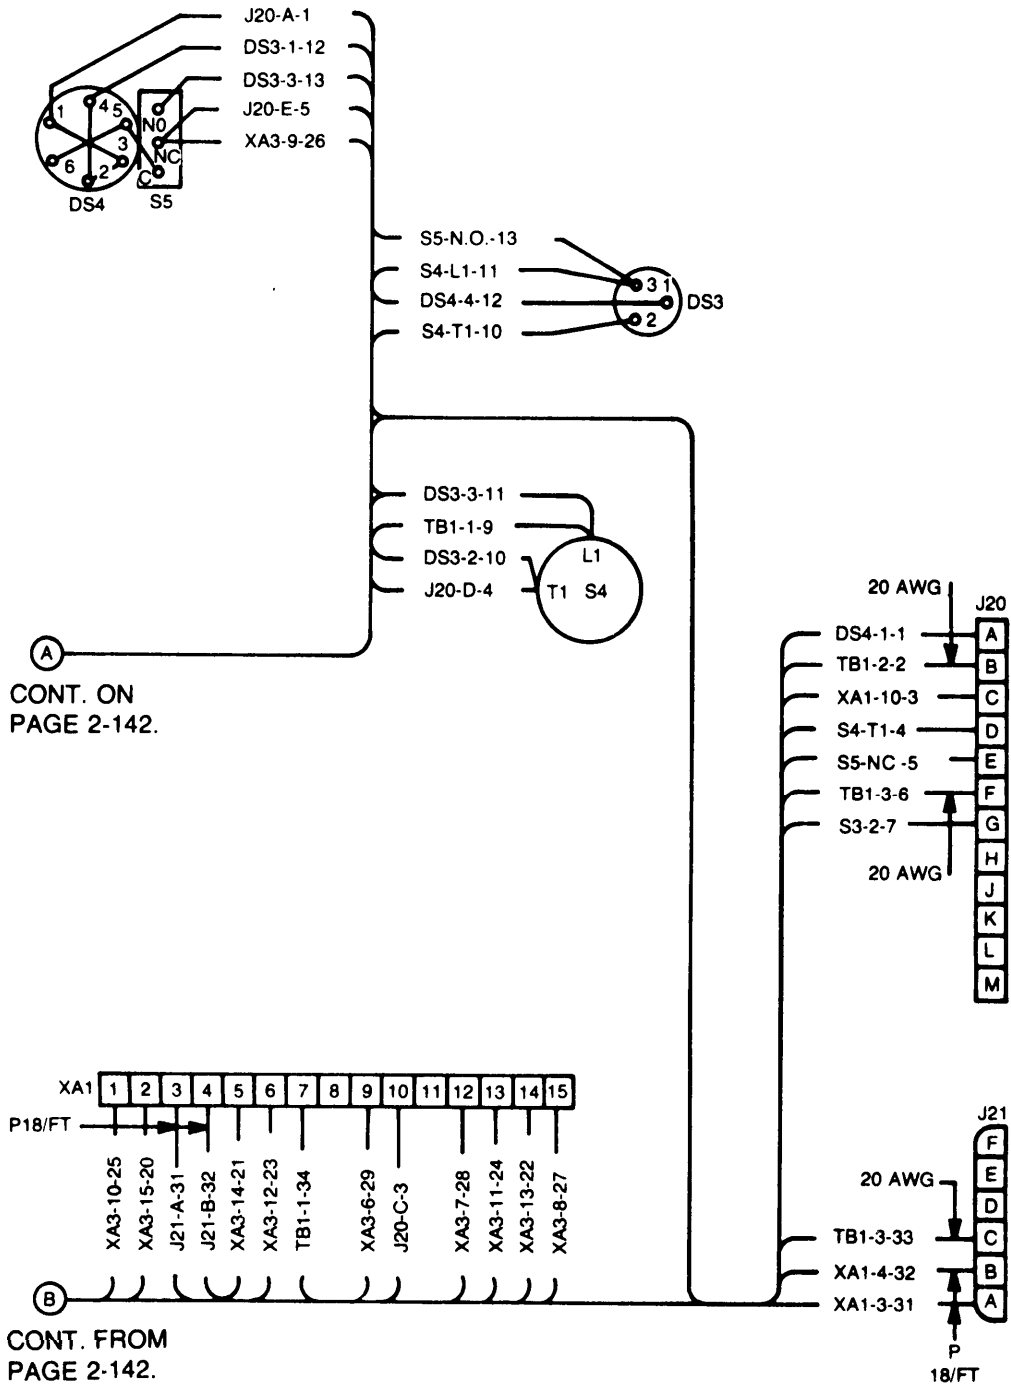 J20-A-1
DS3-1-12
DS3-3-13
J20-E-5
XA3-9-26
1
4
5
3
6
2
NO
NC
C
DS4
S5
S5-N.O.-13
S4-L1-11
DS4-4-12
S4-T1-10
3 1
2
DS3
DS3-3-11
TB1-1-9
DS3-2-10
J20-D-4
L1
T1 S4
A
CONT. ON
PAGE 2-142.
20 AWG
J20
DS4-1-1 A
TB1-2-2 B
XA1-10-3 C
S4-T1-4 D
S5-NC -5 E
TB1-3-6 F
S3-2-7 G
20 AWG
H
J
K
L
M
XA1 1 2 3 4 5 6 7 8 9 10 11 12 13 14 15
P18/FT
XA3-10-25
XA3-15-20
J21-A-31
J21-B-32
XA3-14-21
XA3-12-23
TB1-1-34
XA3-6-29
J20-C-3
XA3-7-28
XA3-11-24
XA3-13-22
XA3-8-27
J21
F
E
D
20 AWG
TB1-3-33 C
XA1-4-32 B
XA1-3-31 A
P
18/FT
B
CONT. FROM
PAGE 2-142.